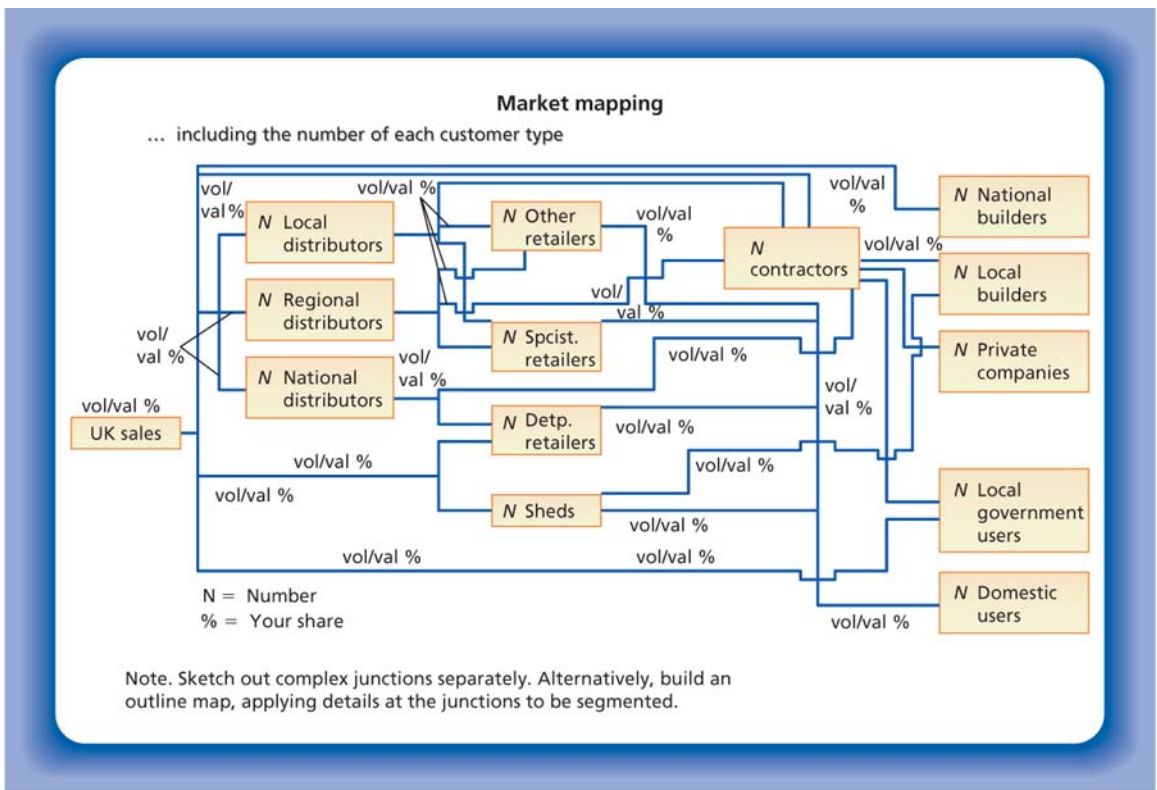 Market mapping
... including the number of each customer type
vol/
val %
vol/val %
vol/val
%
N National
builders
N Local
distributors
N Other
retailers
vol/val
%
N
contractors
vol/val %
N Local
builders
N Regional
distributors
vol/
val %
vol/
val %
N Spcist.
retailers
vol/val %
N Private
companies
vol/
val %
N National
distributors
vol/
val %
vol/val %
UK sales
N Detp.
retailers
vol/val %
vol/val %
vol/val %
vol/val %
N Sheds
vol/val %
N Local
government
users
vol/val %
vol/val %
N Domestic
users
vol/val %
N = Number
% = Your share
Note. Sketch out complex junctions separately. Alternatively, build an
outline map, applying details at the junctions to be segmented.